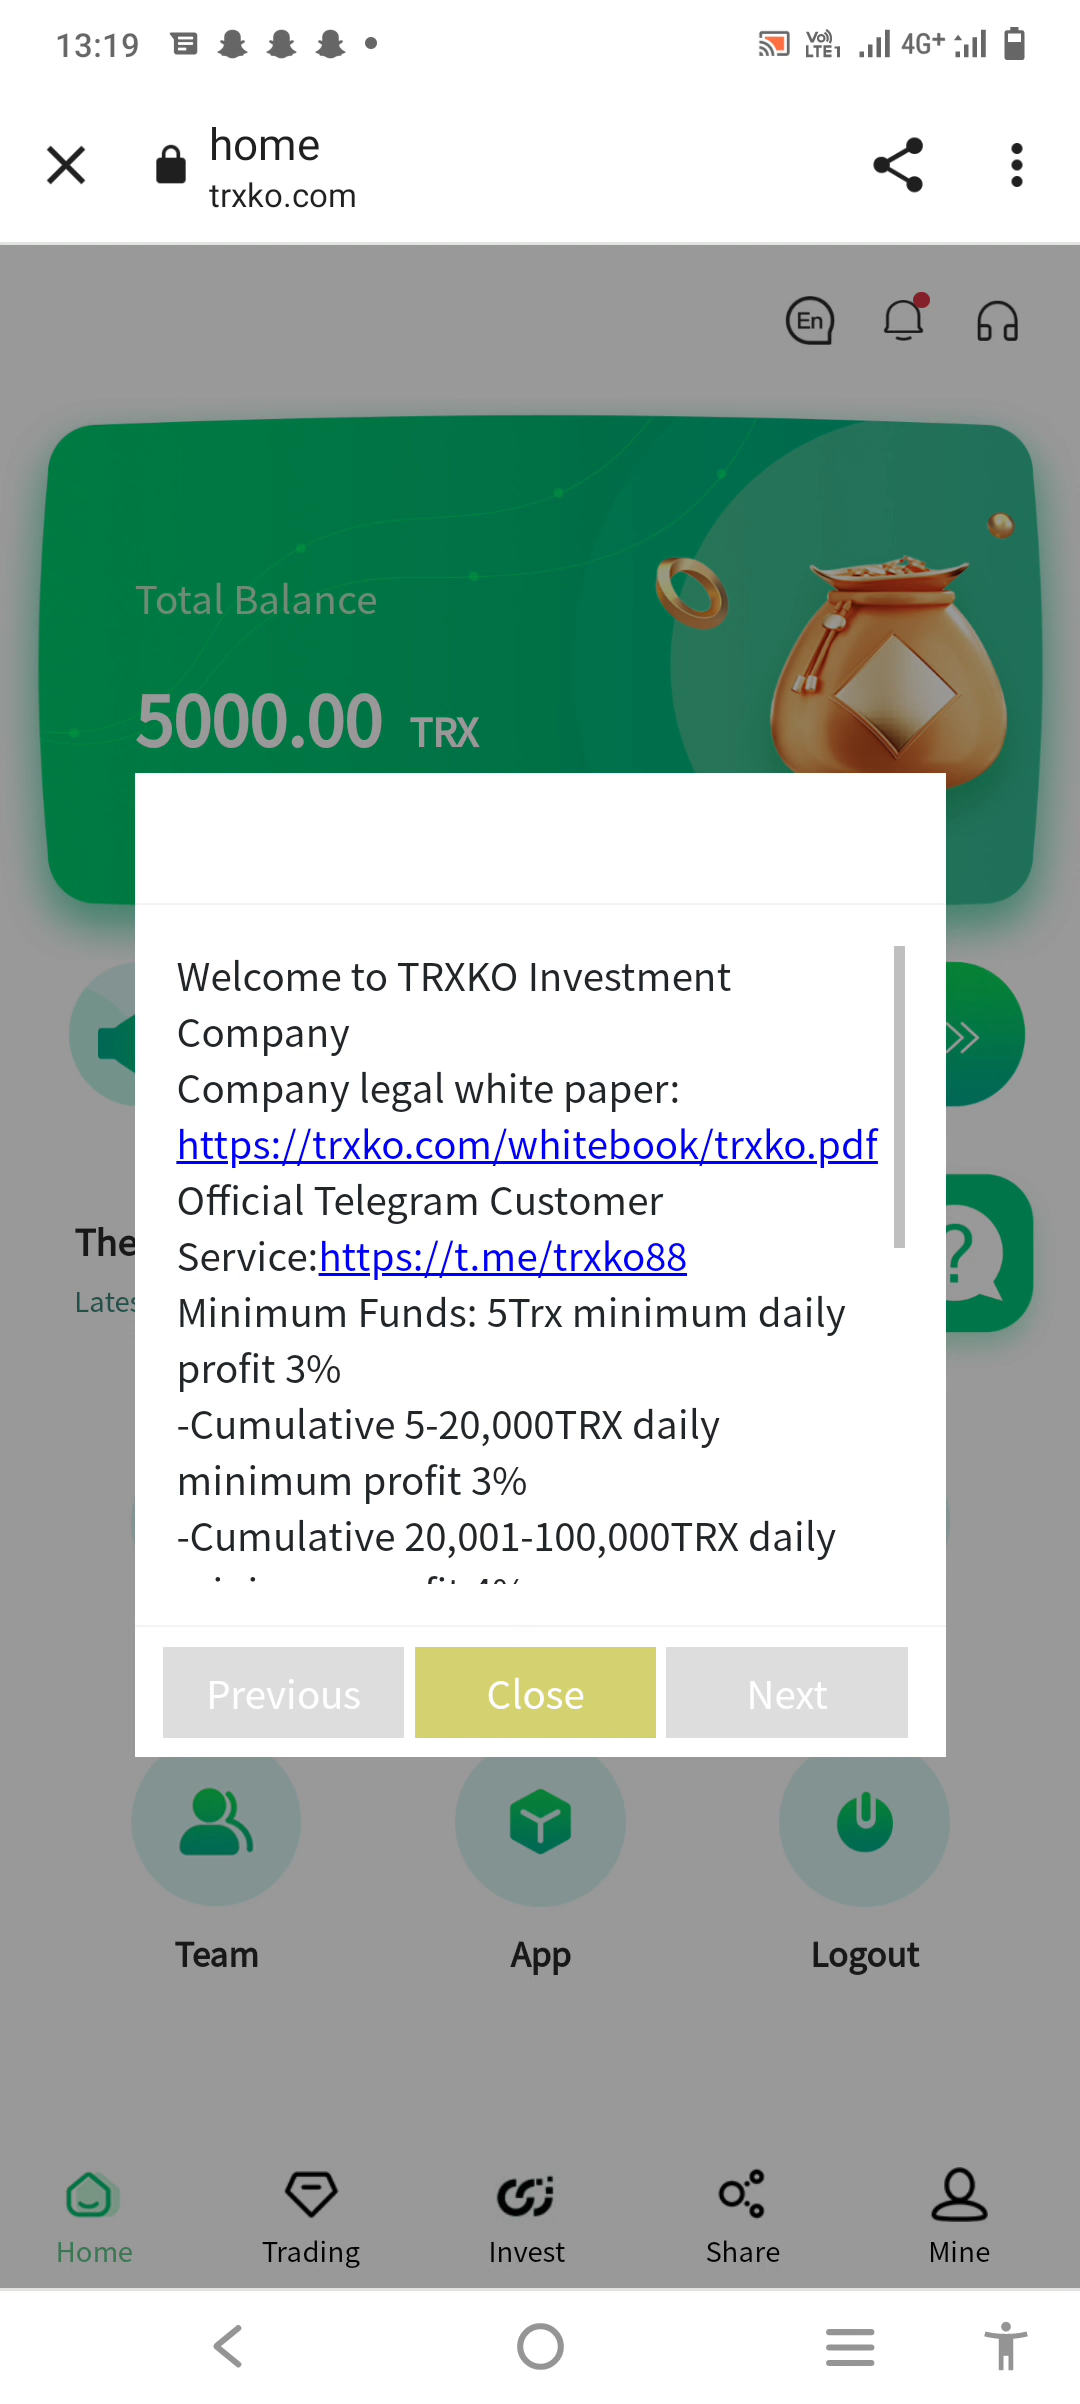 13:19
Vo)) LTE1
4G+
home
trxko.com
En
Total Balance
5000.00 TRX
Welcome to TRXKO Investment
Company
Company legal white paper:
https://trxko.com/whitebook/trxko.pdf
Official Telegram Customer
Service:https://t.me/trxko88
Minimum Funds: 5Trx minimum daily
profit 3%
-Cumulative 5-20,000TRX daily
minimum profit 3%
-Cumulative 20,001-100,000TRX daily
The
Previous
Close
Next
Team
App
Logout
Home
Trading
Invest
Share
Mine